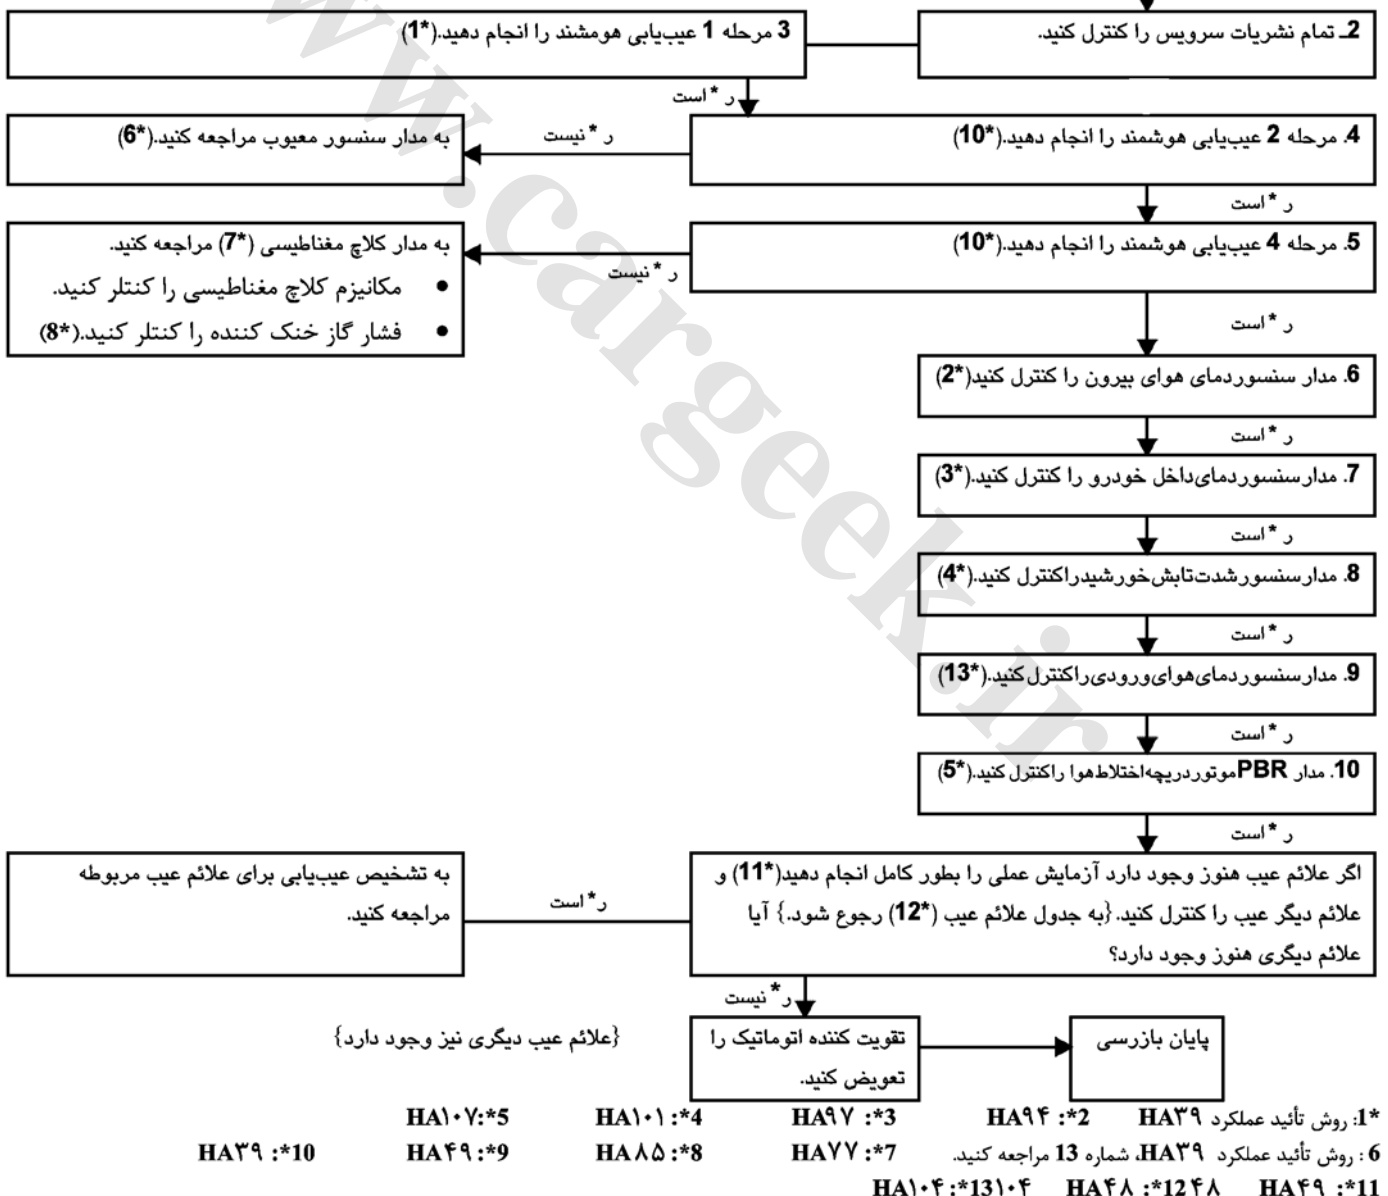 2ـ تمام نشریات سرویس را کنترل کنید.
3 مرحله 1 عیب‌یابی هومشند را انجام دهید.(*1)
ر * است
4. مرحله 2 عیب‌یابی هوشمند را انجام دهید.(*10)
ر * نیست
به مدار سنسور معیوب مراجعه کنید.(*6)
ر * است
5. مرحله 4 عیب‌یابی هوشمند را انجام دهید.(*10)
ر * نیست
به مدار کلاچ مغناطیسی (*7) مراجعه کنید.
● مکانیزم کلاچ مغناطیسی را کنتلر کنید.
● فشار گاز خنک کننده را کنتلر کنید.(*8)
ر * است
6. مدار سنسوردمای هوای بیرون را کنترل کنید(*2)
ر * است
7. مدارسنسوردمای‌داخل خودرو را کنترل کنید.(*3)
ر * است
8. مدارسنسورشدت‌تابش‌خورشیدراکنترل کنید.(*4)
ر * است
9. مدارسنسوردمای‌هوای‌ورودی‌راکنترل‌کنید.(*13)
ر * است
10. مدار PBRموتوردریچه‌اختلاط‌هوا راکنترل‌کنید.(*5)
ر * است
اگر علائم عیب هنوز وجود دارد آزمایش عملی را بطور کامل انجام دهید(*11) و
علائم دیگر عیب را کنترل کنید. {به جدول علائم عیب (*12) رجوع شود.} آیا
علائم دیگری هنوز وجود دارد؟
ر* است
به تشخیص عیب‌یابی برای علائم عیب مربوطه
مراجعه کنید.
ر * نیست
تقویت کننده اتوماتیک را
تعویض کنید.
پایان بازرسی
{علائم عیب دیگری نیز وجود دارد}
*1: روش تأئید عملکرد HA۳۹ 2*: HA۹۴ 3*: HA۹۷ 4*: HA۱۰۱ 5*:HA۱۰۷
6 : روش تأئید عملکرد HA۳۹، شماره 13 مراجعه کنید. 7*: HA۷۷ 8*: HA۸۵ 9*: HA۴۹ 10*: HA۳۹
11*: HA۴۹ ۴۸12*: HA۴۸ ۱۰۴13*: HA۱۰۴
www.cargeek.ir